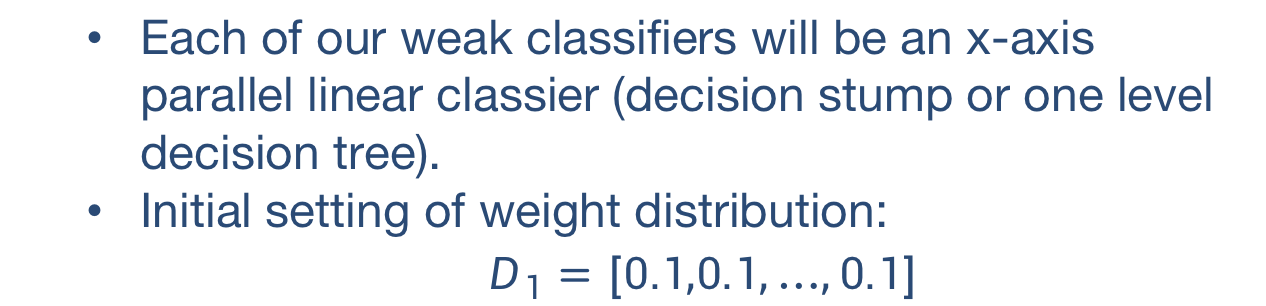 • Each of our weak classifiers will be an x-axis
parallel linear classier (decision stump or one level
decision tree).
• Initial setting of weight distribution:
D₁ = [0.1,0.1, …, 0.1]